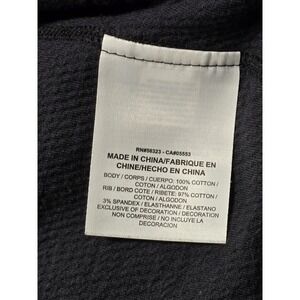 RN#56323 - CA#05553
MADE IN CHINA/FABRIQUE EN
CHINE/HECHO EN CHINA
BODY / CORPS / CUERPO: 100% COTTON /
COTON / ALGODON
RIB / BORD COTE / RIBETE: 97% COTTON /
COTON / ALGODON
3% SPANDEX / ELASTHANNE / ELASTANO
EXCLUSIVE OF DECORATION / DECORATION
NON COMPRISE / NO INCLUYE LA
DECORACION